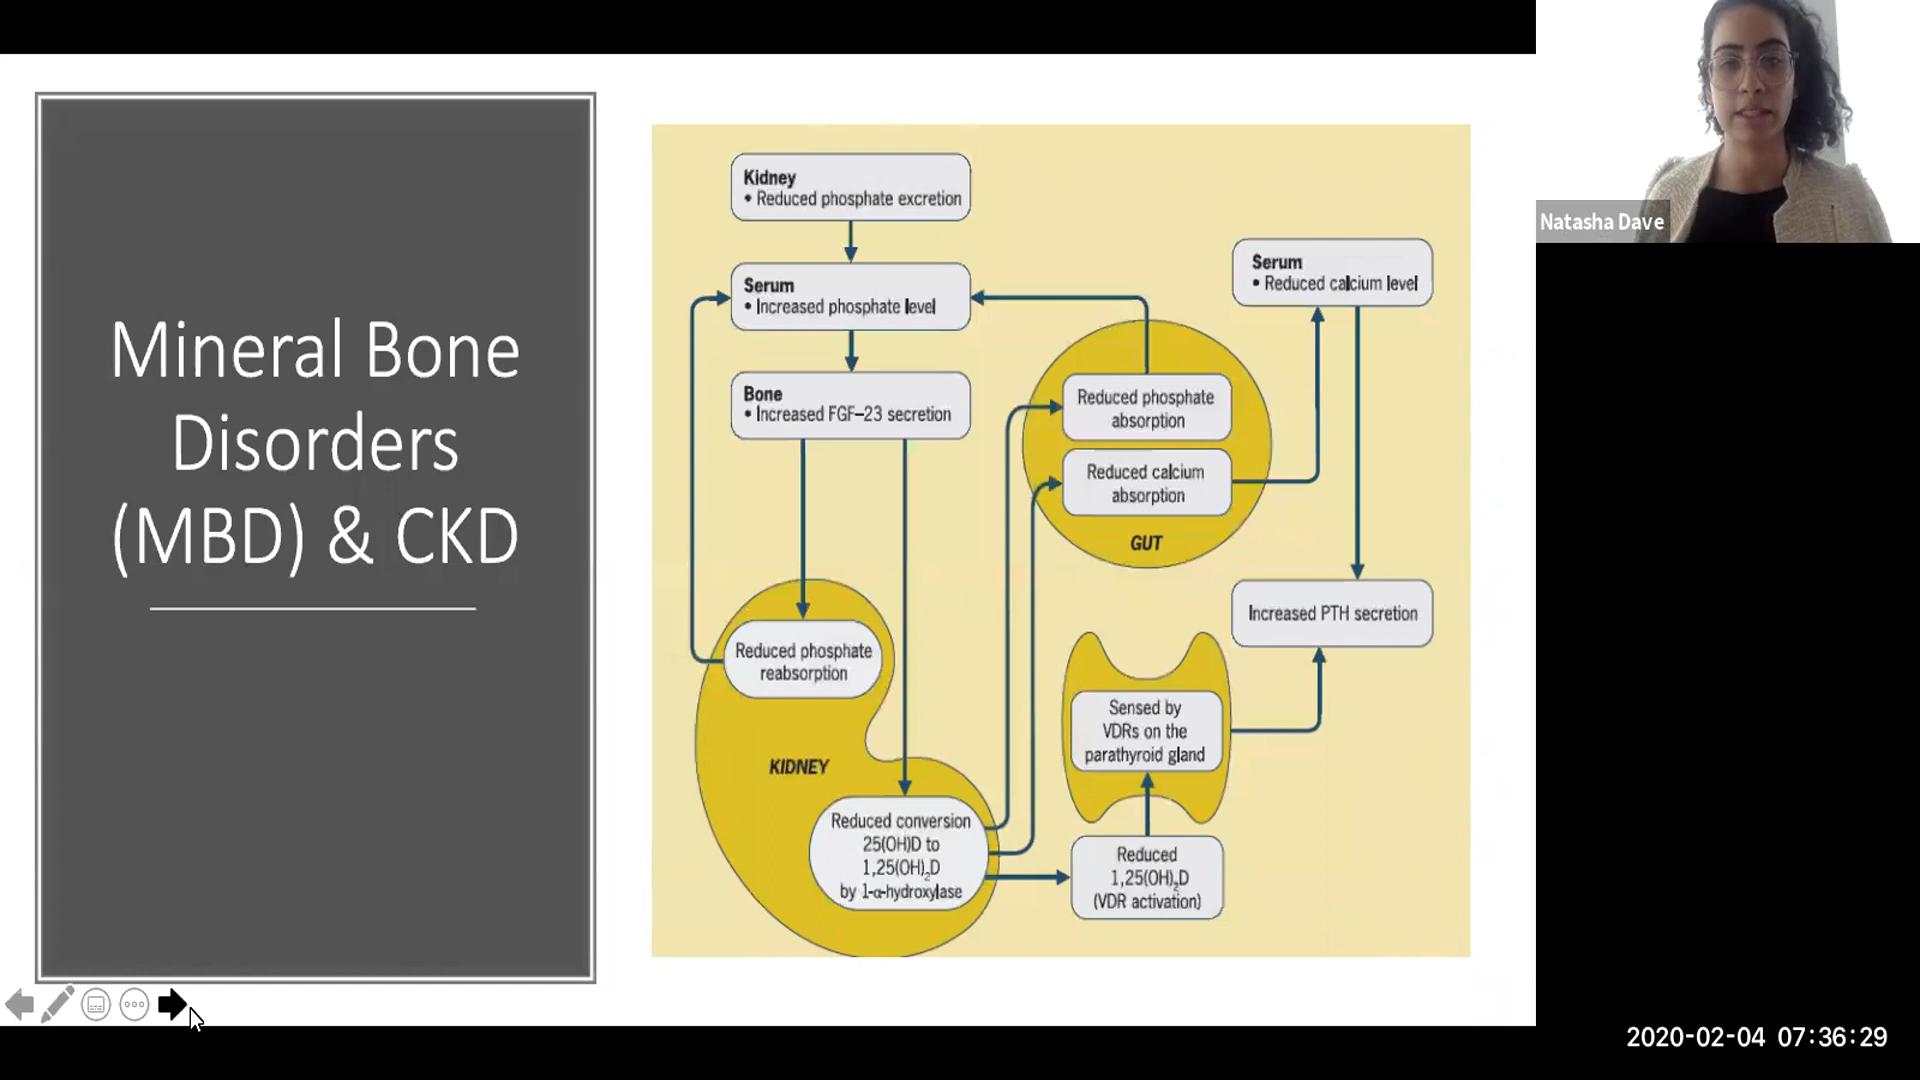 Mineral Bone
Disorders
(MBD) & CKD
Kidney
• Reduced phosphate excretion
Serum
• Increased phosphate level
Bone
• Increased FGF–23 secretion
Reduced phosphate
reabsorption
KIDNEY
Reduced conversion
25(OH)D to
1,25(OH)₂D
by 1-α-hydroxylase
Reduced phosphate
absorption
Reduced calcium
absorption
GUT
Sensed by
VDRs on the
parathyroid gland
Reduced
1,25(OH)₂D
(VDR activation)
Serum
• Reduced calcium level
Increased PTH secretion
Natasha Dave
2020-02-04 07:36:29